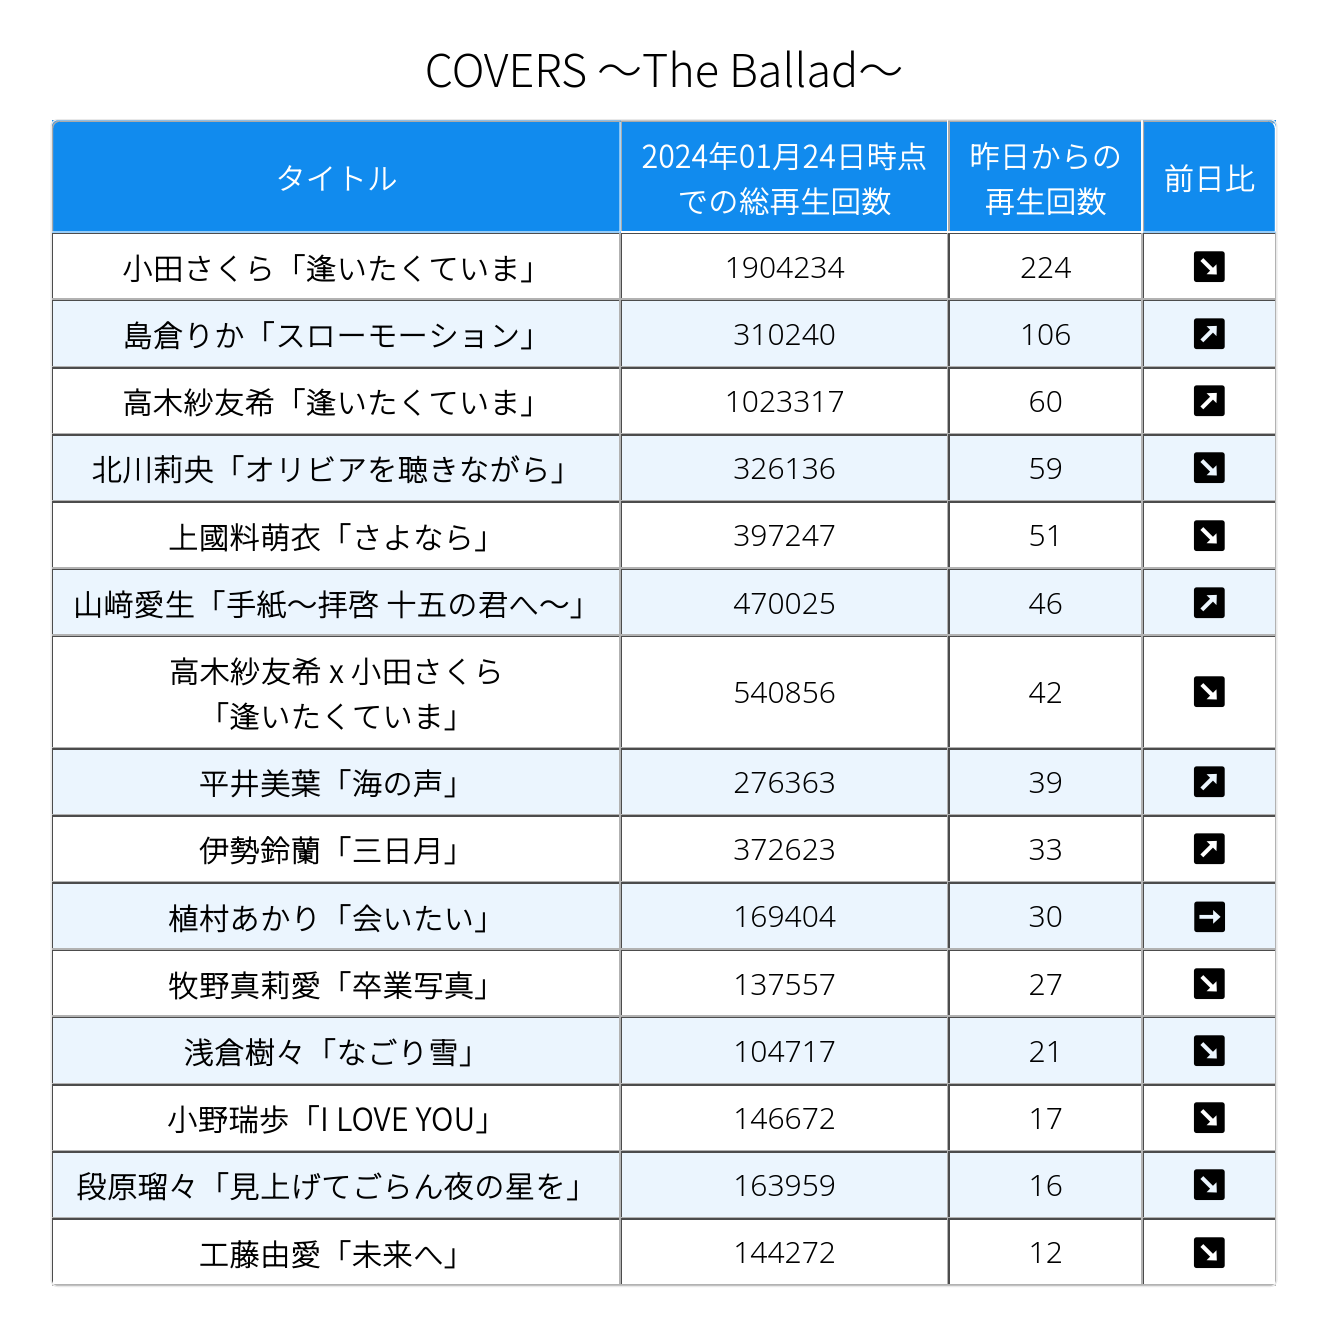 COVERS ～The Ballad～
タイトル
2024年01月24日時点
での総再生回数
昨日からの
再生回数
前日比
小田さくら「逢いたくていま」 1904234 224 ↘
島倉りか「スローモーション」 310240 106 ↗
高木紗友希「逢いたくていま」 1023317 60 ↗
北川莉央「オリビアを聴きながら」 326136 59 ↘
上國料萌衣「さよなら」 397247 51 ↘
山﨑愛生「手紙～拝啓 十五の君へ～」 470025 46 ↗
高木紗友希 x 小田さくら
「逢いたくていま」 540856 42 ↘
平井美葉「海の声」 276363 39 ↗
伊勢鈴蘭「三日月」 372623 33 ↗
植村あかり「会いたい」 169404 30 →
牧野真莉愛「卒業写真」 137557 27 ↘
浅倉樹々「なごり雪」 104717 21 ↘
小野瑞歩「I LOVE YOU」 146672 17 ↘
段原瑠々「見上げてごらん夜の星を」 163959 16 ↘
工藤由愛「未来へ」 144272 12 ↘